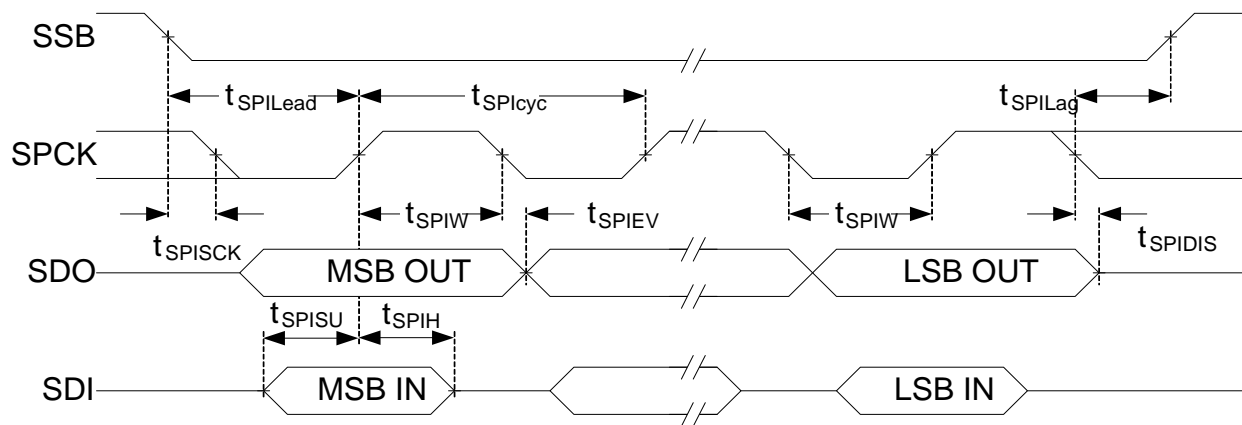 SSB
tSPILead
tSPIcyc
tSPILag
SPCK
tSPISCK
tSPIW
tSPIEV
tSPIW
tSPIDIS
SDO
MSB OUT
LSB OUT
tSPISU
tSPIH
SDI
MSB IN
LSB IN